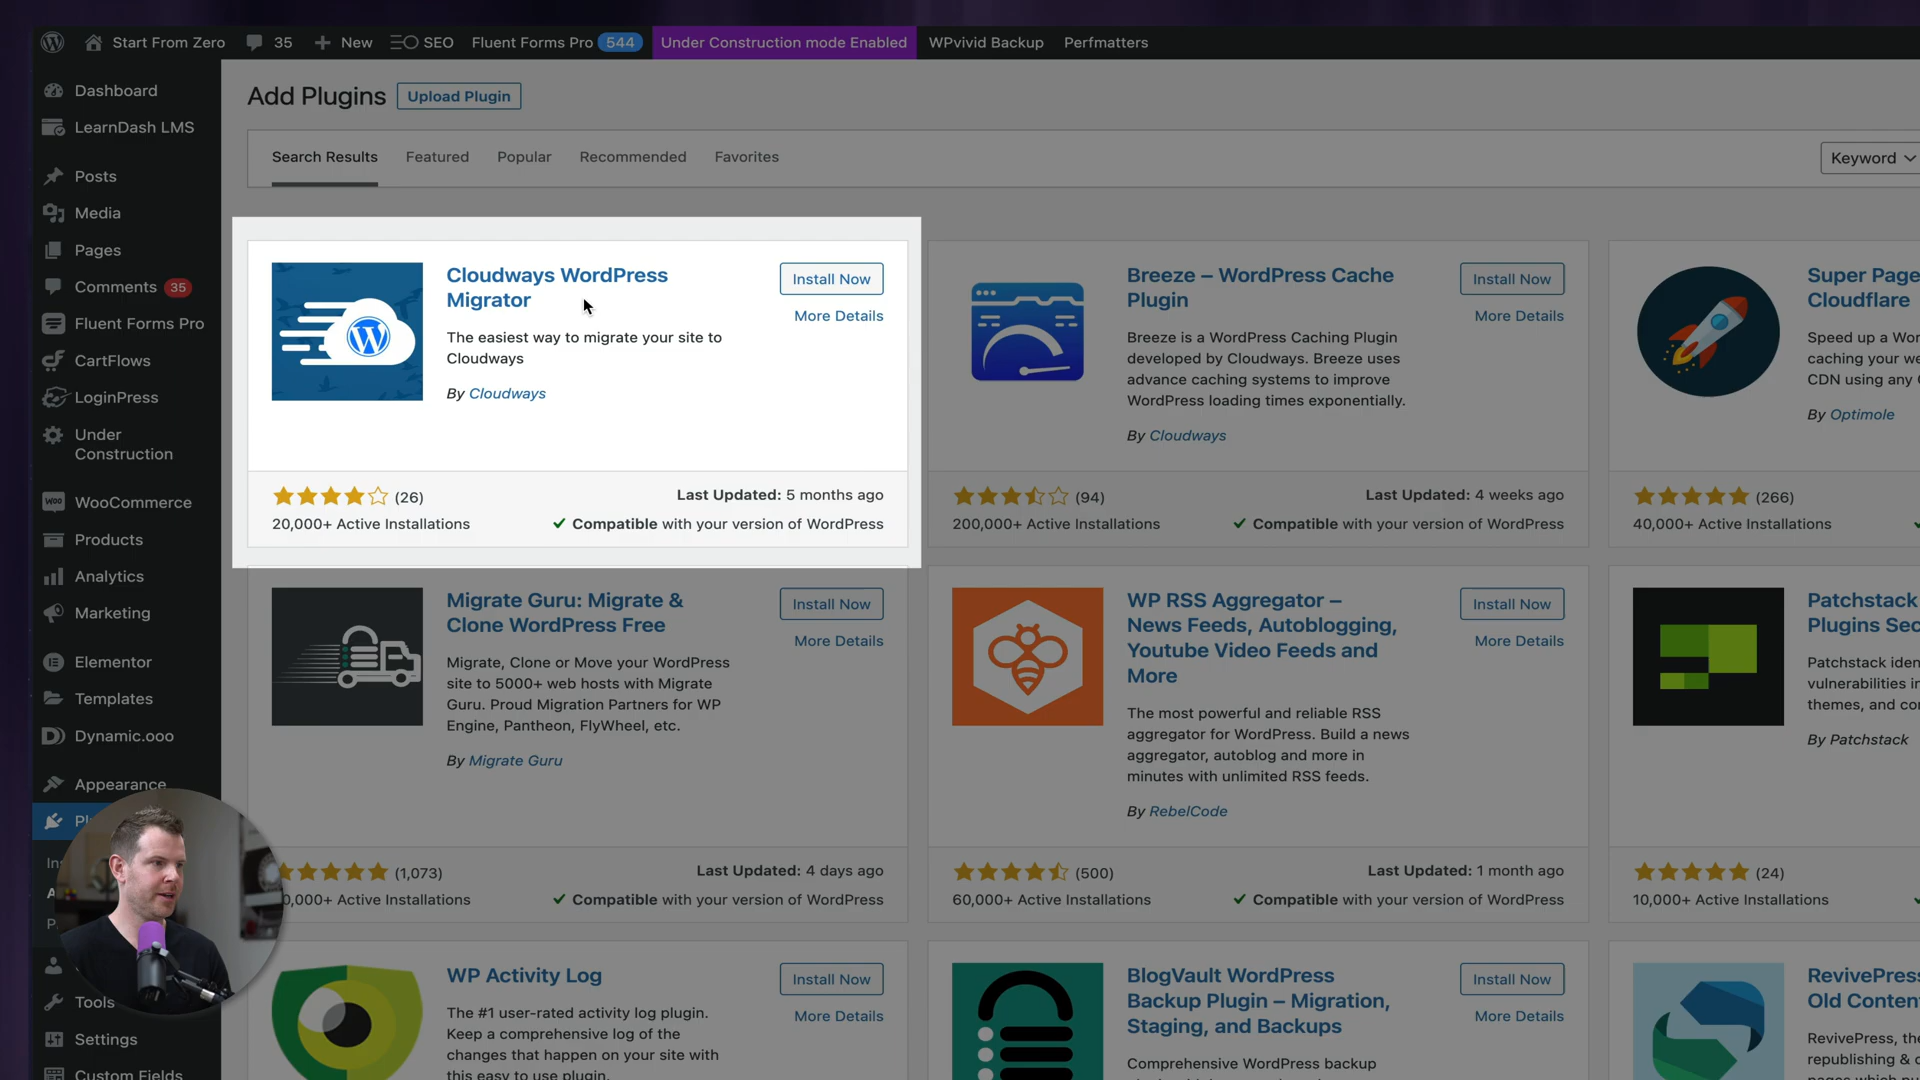 Start From Zero
35
New
SEO
Fluent Forms Pro 544
Under Construction mode Enabled
WPvivid Backup
Perfmatters
Dashboard
LearnDash LMS
Posts
Media
Pages
Comments 35
Fluent Forms Pro
CartFlows
LoginPress
Under
Construction
WooCommerce
Products
Analytics
Marketing
Elementor
Templates
Dynamic.ooo
Appearance
Tools
Settings
Custom Fields
Add Plugins
Upload Plugin
Search Results
Featured
Popular
Recommended
Favorites
Keyword
Cloudways WordPress
Migrator
Install Now
More Details
The easiest way to migrate your site to
Cloudways
By Cloudways
(26)
Last Updated: 5 months ago
20,000+ Active Installations
Compatible with your version of WordPress
Breeze – WordPress Cache
Plugin
Install Now
More Details
Breeze is a WordPress Caching Plugin
developed by Cloudways. Breeze uses
advance caching systems to improve
WordPress loading times exponentially.
By Cloudways
(94)
Last Updated: 4 weeks ago
200,000+ Active Installations
Compatible with your version of WordPress
Super Page
Cloudflare
Speed up a Wor
caching your we
CDN using any C
By Optimole
(266)
40,000+ Active Installations
Migrate Guru: Migrate &
Clone WordPress Free
Install Now
More Details
Migrate, Clone or Move your WordPress
site to 5000+ web hosts with Migrate
Guru. Proud Migration Partners for WP
Engine, Pantheon, FlyWheel, etc.
By Migrate Guru
(1,073)
Last Updated: 4 days ago
0,000+ Active Installations
Compatible with your version of WordPress
WP RSS Aggregator –
News Feeds, Autoblogging,
Youtube Video Feeds and
More
Install Now
More Details
The most powerful and reliable RSS
aggregator for WordPress. Build a news
aggregator, autoblog and more in
minutes with unlimited RSS feeds.
By RebelCode
(500)
Last Updated: 1 month ago
60,000+ Active Installations
Compatible with your version of WordPress
Patchstack
Plugins Sec
Patchstack iden
vulnerabilities in
themes, and co
By Patchstack
(24)
10,000+ Active Installations
WP Activity Log
Install Now
More Details
The #1 user-rated activity log plugin.
Keep a comprehensive log of the
changes that happen on your site with
this easy to use plugin.
BlogVault WordPress
Backup Plugin – Migration,
Staging, and Backups
Install Now
More Details
Comprehensive WordPress backup
RevivePress
Old Conten
RevivePress, the
republishing &